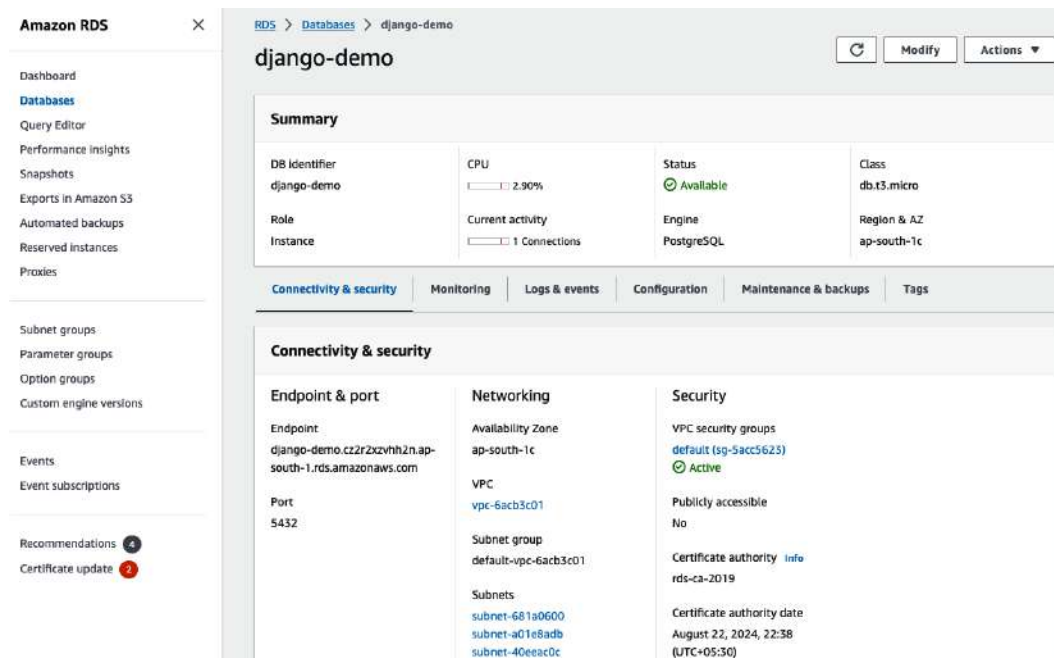 Amazon RDS
Dashboard
Databases
Query Editor
Performance insights
Snapshots
Exports in Amazon S3
Automated backups
Reserved instances
Proxies
Subnet groups
Parameter groups
Option groups
Custom engine versions
Events
Event subscriptions
Recommendations 4
Certificate update 2
RDS > Databases > django-demo
django-demo
Modify
Actions
Summary
DB identifier
django-demo
CPU
2.90%
Status
Available
Class
db.t3.micro
Role
Instance
Current activity
1 Connections
Engine
PostgreSQL
Region & AZ
ap-south-1c
Connectivity & security
Monitoring
Logs & events
Configuration
Maintenance & backups
Tags
Connectivity & security
Endpoint & port
Endpoint
django-demo.cz2r2xzvhh2n.ap-
south-1.rds.amazonaws.com
Port
5432
Networking
Availability Zone
ap-south-1c
VPC
vpc-6acb3c01
Subnet group
default-vpc-6acb3c01
Subnets
subnet-681a0600
subnet-a01e8adb
subnet-40eeac0c
Security
VPC security groups
default (sg-5acc5623)
Active
Publicly accessible
No
Certificate authority Info
rds-ca-2019
Certificate authority date
August 22, 2024, 22:38
(UTC+05:30)